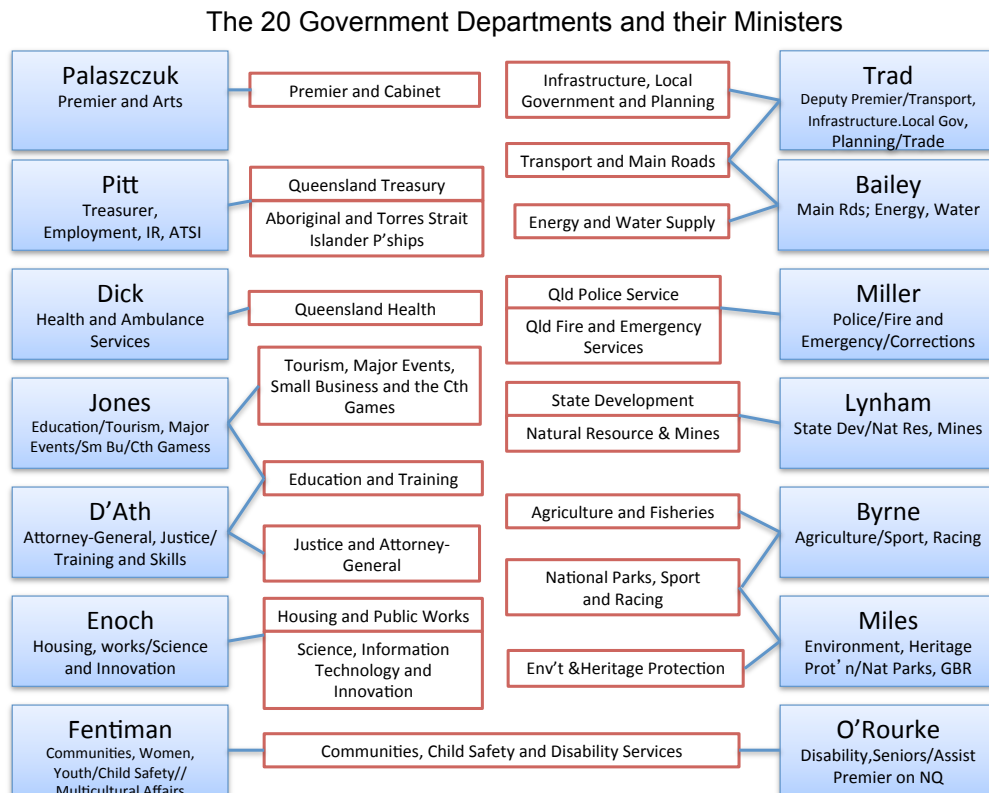 The 20 Government Departments and their Ministers
Palaszczuk
Premier and Arts
Premier and Cabinet
Infrastructure, Local
Government and Planning
Trad
Deputy Premier/Transport,
Infrastructure.Local Gov,
Planning/Trade
Transport and Main Roads
Pitt
Treasurer,
Employment, IR, ATSI
Queensland Treasury
Aboriginal and Torres Strait
Islander P'ships
Energy and Water Supply
Bailey
Main Rds; Energy, Water
Dick
Health and Ambulance
Services
Queensland Health
Qld Police Service
Qld Fire and Emergency
Services
Miller
Police/Fire and
Emergency/Corrections
Jones
Education/Tourism, Major
Events/Sm Bu/Cth Gamess
Tourism, Major Events,
Small Business and the Cth
Games
State Development
Natural Resource & Mines
Lynham
State Dev/Nat Res, Mines
Education and Training
D'Ath
Attorney-General, Justice/
Training and Skills
Justice and Attorney-
General
Agriculture and Fisheries
Byrne
Agriculture/Sport, Racing
National Parks, Sport
and Racing
Enoch
Housing, works/Science
and Innovation
Housing and Public Works
Science, Information
Technology and
Innovation
Env't &Heritage Protection
Miles
Environment, Heritage
Prot'n/Nat Parks, GBR
Fentiman
Communities, Women,
Youth/Child Safety//
Multicultural Affairs
Communities, Child Safety and Disability Services
O'Rourke
Disability,Seniors/Assist
Premier on NQ